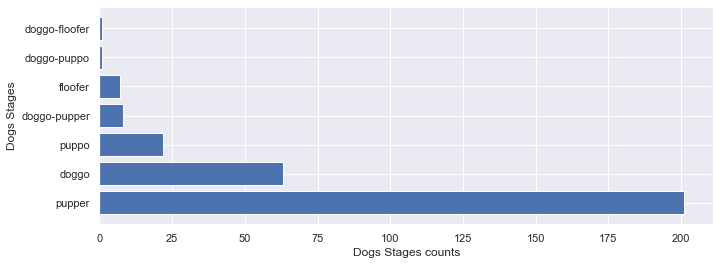 doggo-floofer
doggo-puppo
floofer
doggo-pupper
puppo
doggo
pupper
Dogs Stages
0 25 50 75 100 125 150 175 200
Dogs Stages counts